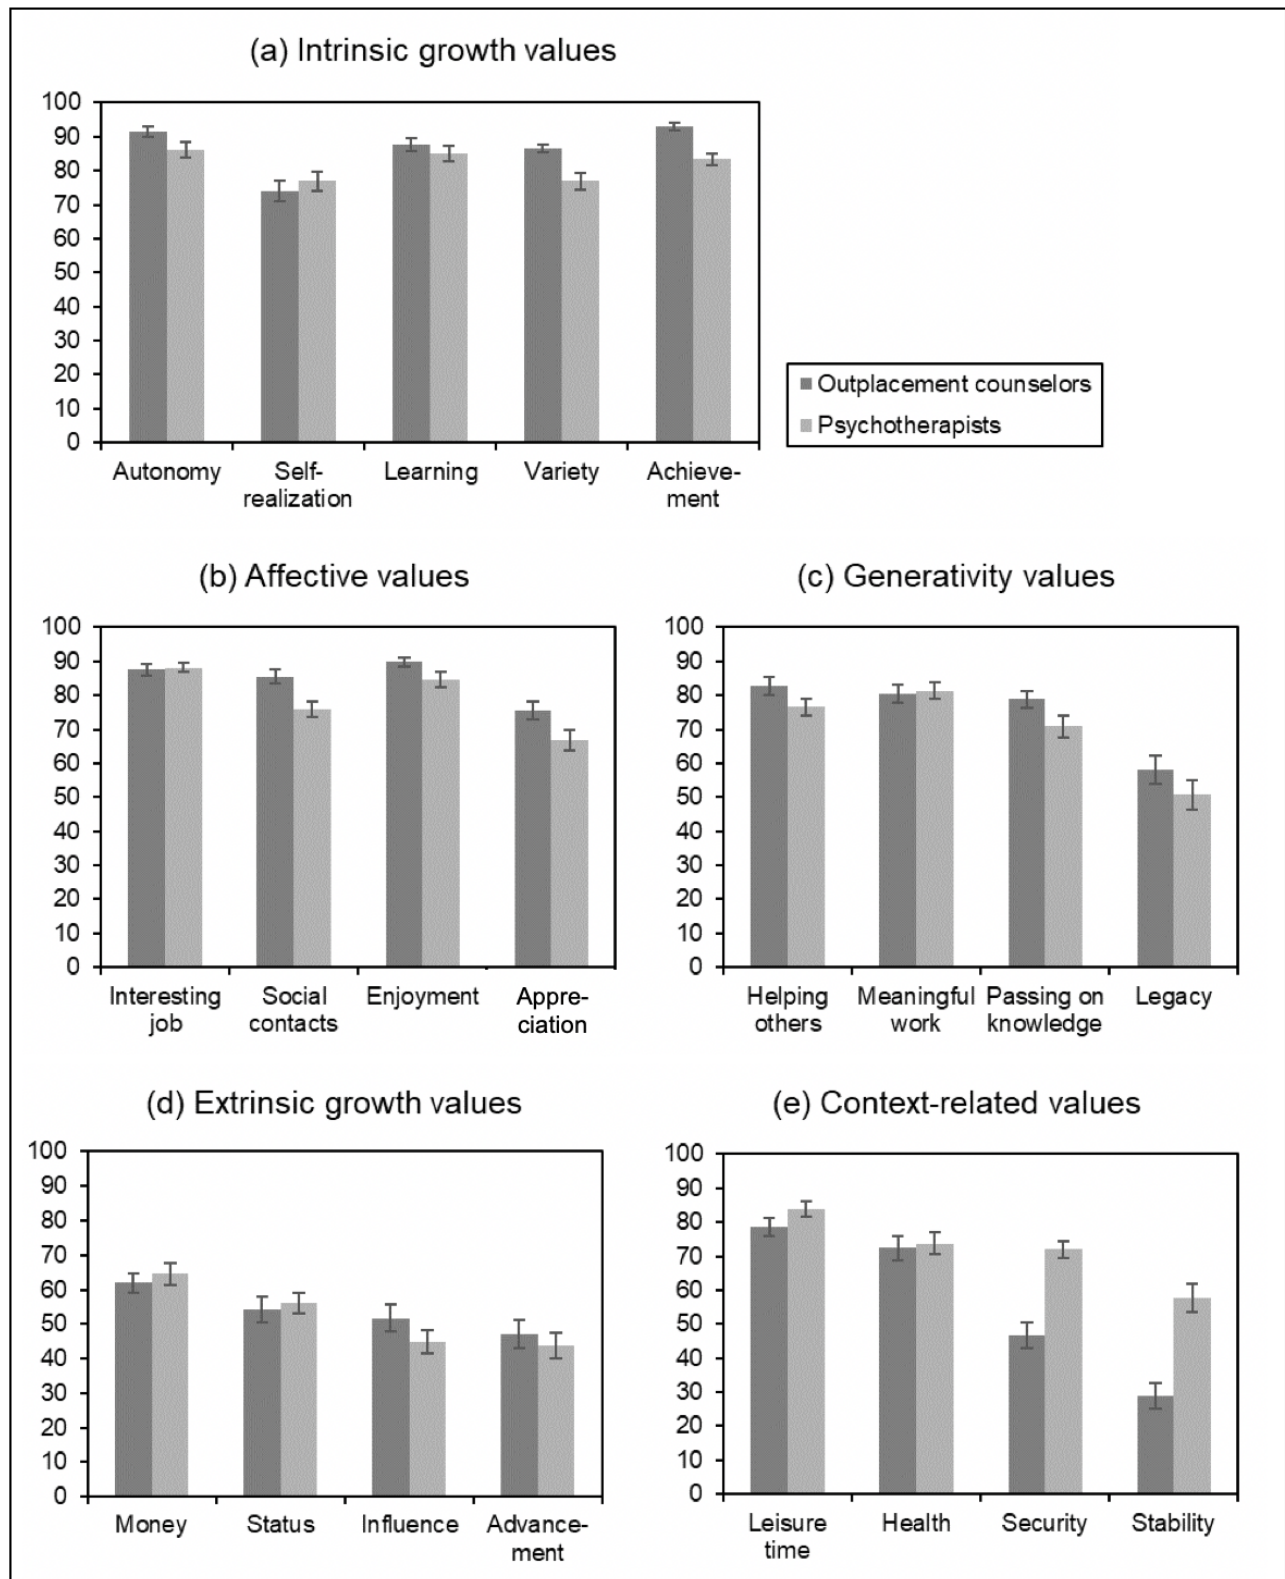 (a) Intrinsic growth values
100
90
80
70
60
50
40
30
20
10
0
Autonomy
Self-
realization
Learning
Variety
Achieve-
ment
Outplacement counselors
Psychotherapists
(b) Affective values
100
90
80
70
60
50
40
30
20
10
0
Interesting
job
Social
contacts
Enjoyment
Appre-
ciation
(c) Generativity values
100
90
80
70
60
50
40
30
20
10
0
Helping
others
Meaningful
work
Passing on
knowledge
Legacy
(d) Extrinsic growth values
100
90
80
70
60
50
40
30
20
10
0
Money
Status
Influence
Advance-
ment
(e) Context-related values
100
90
80
70
60
50
40
30
20
10
0
Leisure
time
Health
Security
Stability